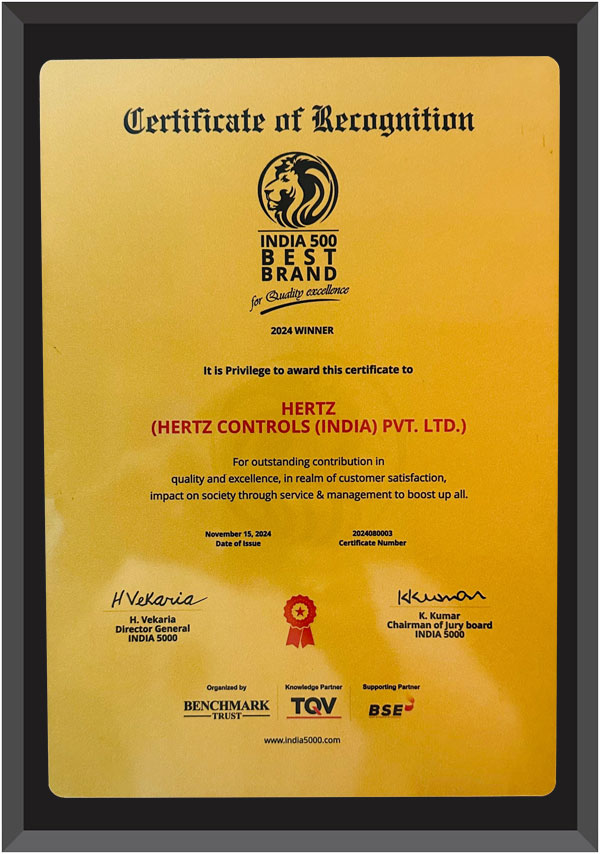 Certificate of Recognition
INDIA 500
BEST
BRAND
for Quality excellence
2024 WINNER
It is Privilege to award this certificate to
HERTZ
(HERTZ CONTROLS (INDIA) PVT. LTD.)
For outstanding contribution in
quality and excellence, in realm of customer satisfaction,
impact on society through service & management to boost up all.
November 15, 2024
Date of Issue
2024080003
Certificate Number
H Vekaria
H. Vekaria
Director General
INDIA 5000
KKumar
K. Kumar
Chairman of Jury board
INDIA 5000
Organized by
BENCHMARK
TRUST
Knowledge Partner
TQV
Supporting Partner
BSE
www.india5000.com